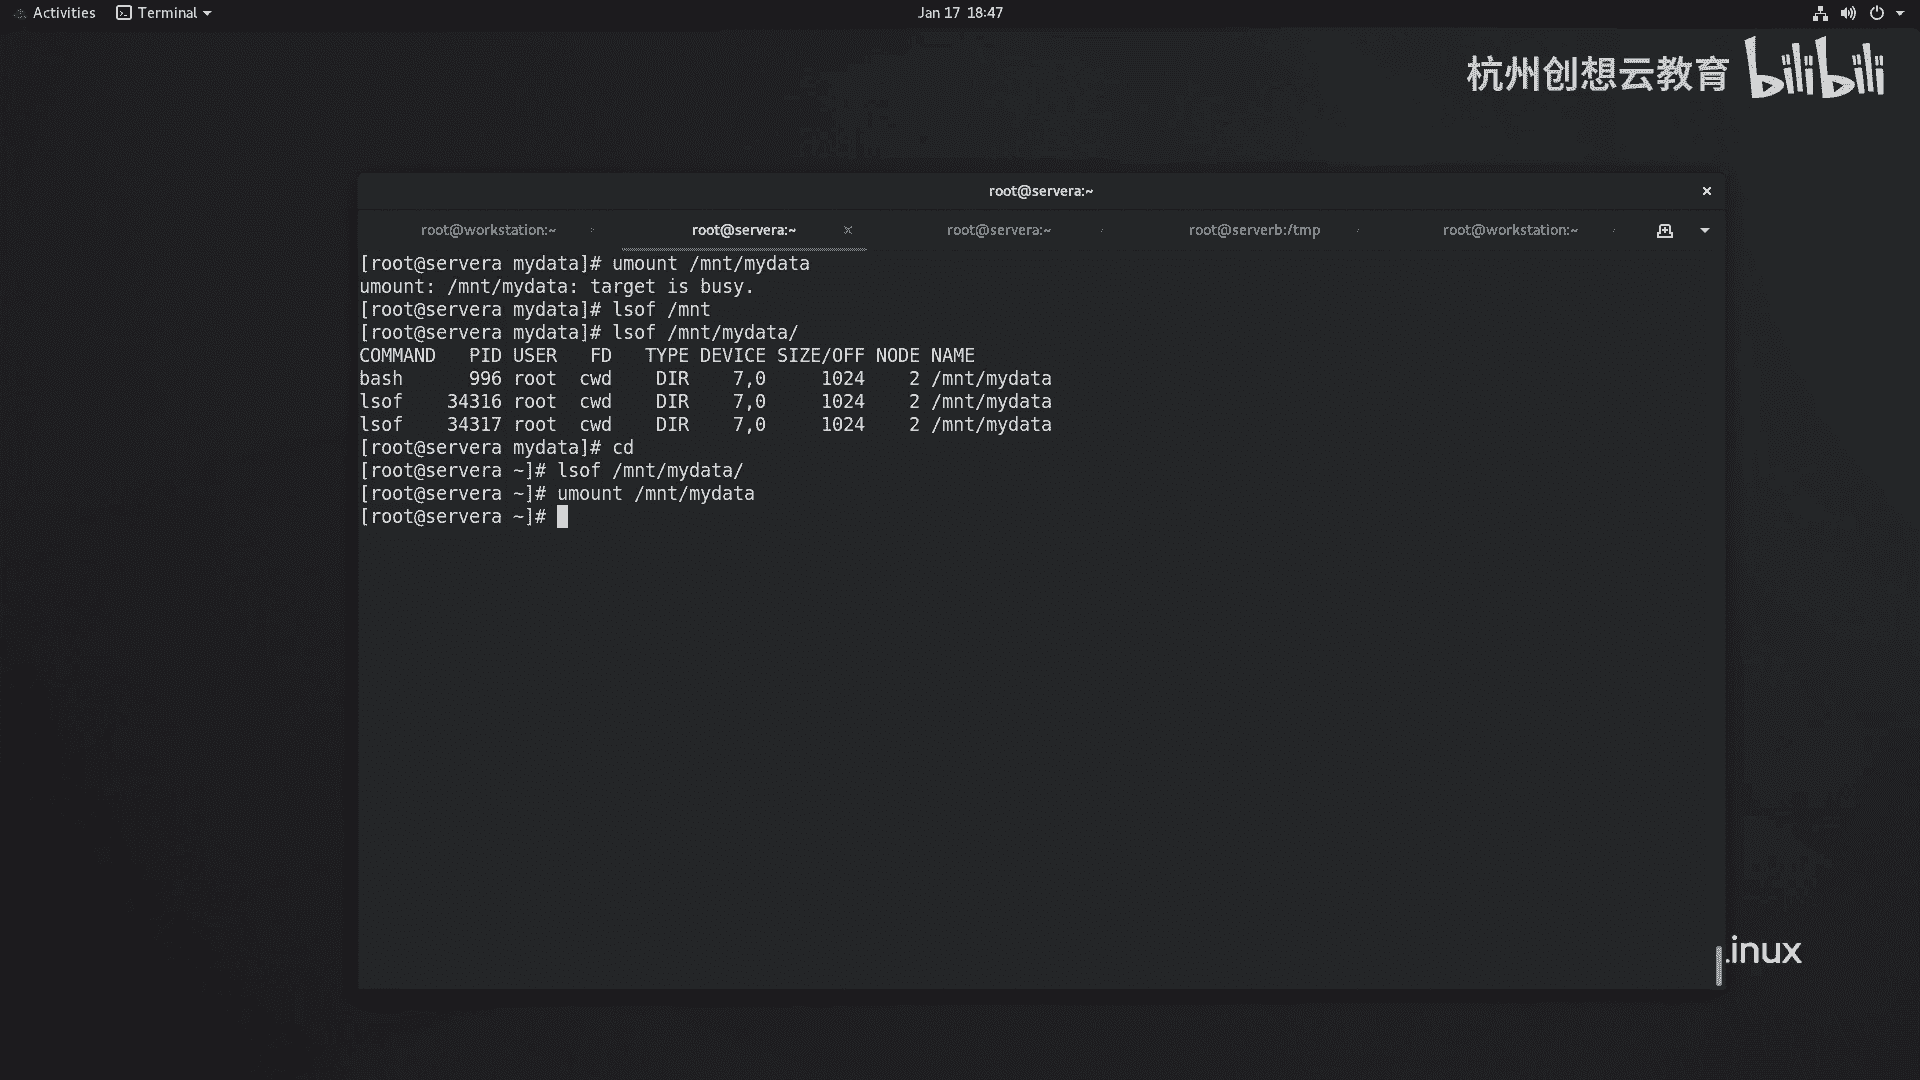 Activities Terminal Jan 17 18:47
杭州创想云教育 bilibili
root@servera:~
root@workstation:~ root@servera:~ root@servera:~ root@serverb:/tmp root@workstation:~
[root@servera mydata]# umount /mnt/mydata
umount: /mnt/mydata: target is busy.
[root@servera mydata]# lsof /mnt
[root@servera mydata]# lsof /mnt/mydata/
COMMAND   PID USER   FD   TYPE DEVICE SIZE/OFF NODE NAME
bash      996 root  cwd    DIR    7,0     1024    2 /mnt/mydata
lsof    34316 root  cwd    DIR    7,0     1024    2 /mnt/mydata
lsof    34317 root  cwd    DIR    7,0     1024    2 /mnt/mydata
[root@servera mydata]# cd
[root@servera ~]# lsof /mnt/mydata/
[root@servera ~]# umount /mnt/mydata
[root@servera ~]#
inux